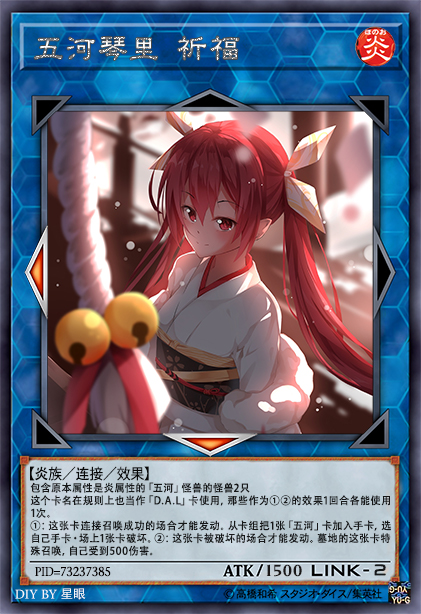 五河琴里 祈福
ほのお
炎
【炎族／连接／效果】
包含原本属性是炎属性的「五河」怪兽的怪兽2只
这个卡名在规则上也当作「D.A.L」卡使用，那些作为①②的效果1回合各能使用
1次。
①：这张卡连接召唤成功的场合才能发动。从卡组把1张「五河」卡加入手卡，选
自己手卡·场上1张卡破坏。②：这张卡被破坏的场合才能发动。墓地的这张卡特
殊召唤，自己受到500伤害。
PID-73237385
ATK/1500 LINK-2
DIY BY 星眼
©高橋和希 スタジオ・ダイス/集英社